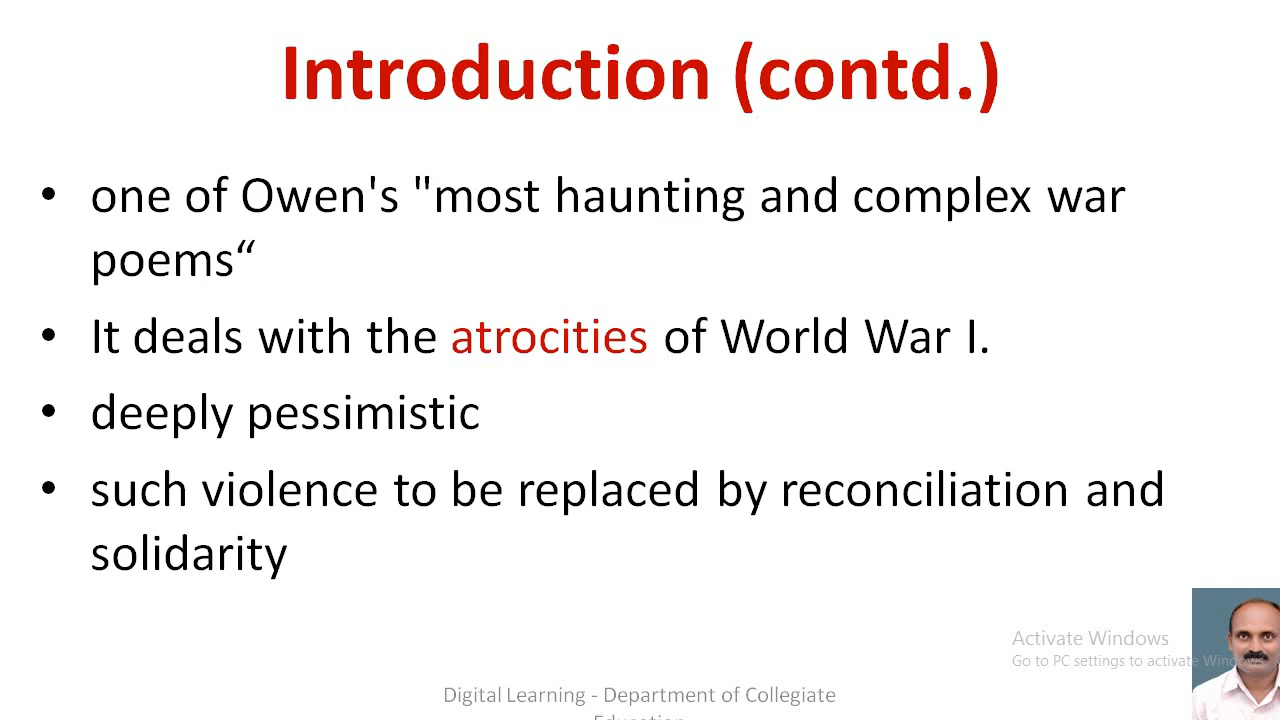 Introduction (contd.)
• one of Owen's "most haunting and complex war
poems“
• It deals with the atrocities of World War I.
• deeply pessimistic
• such violence to be replaced by reconciliation and
solidarity
Activate Windows
Go to PC settings to activate Windows.
Digital Learning - Department of Collegiate
Education